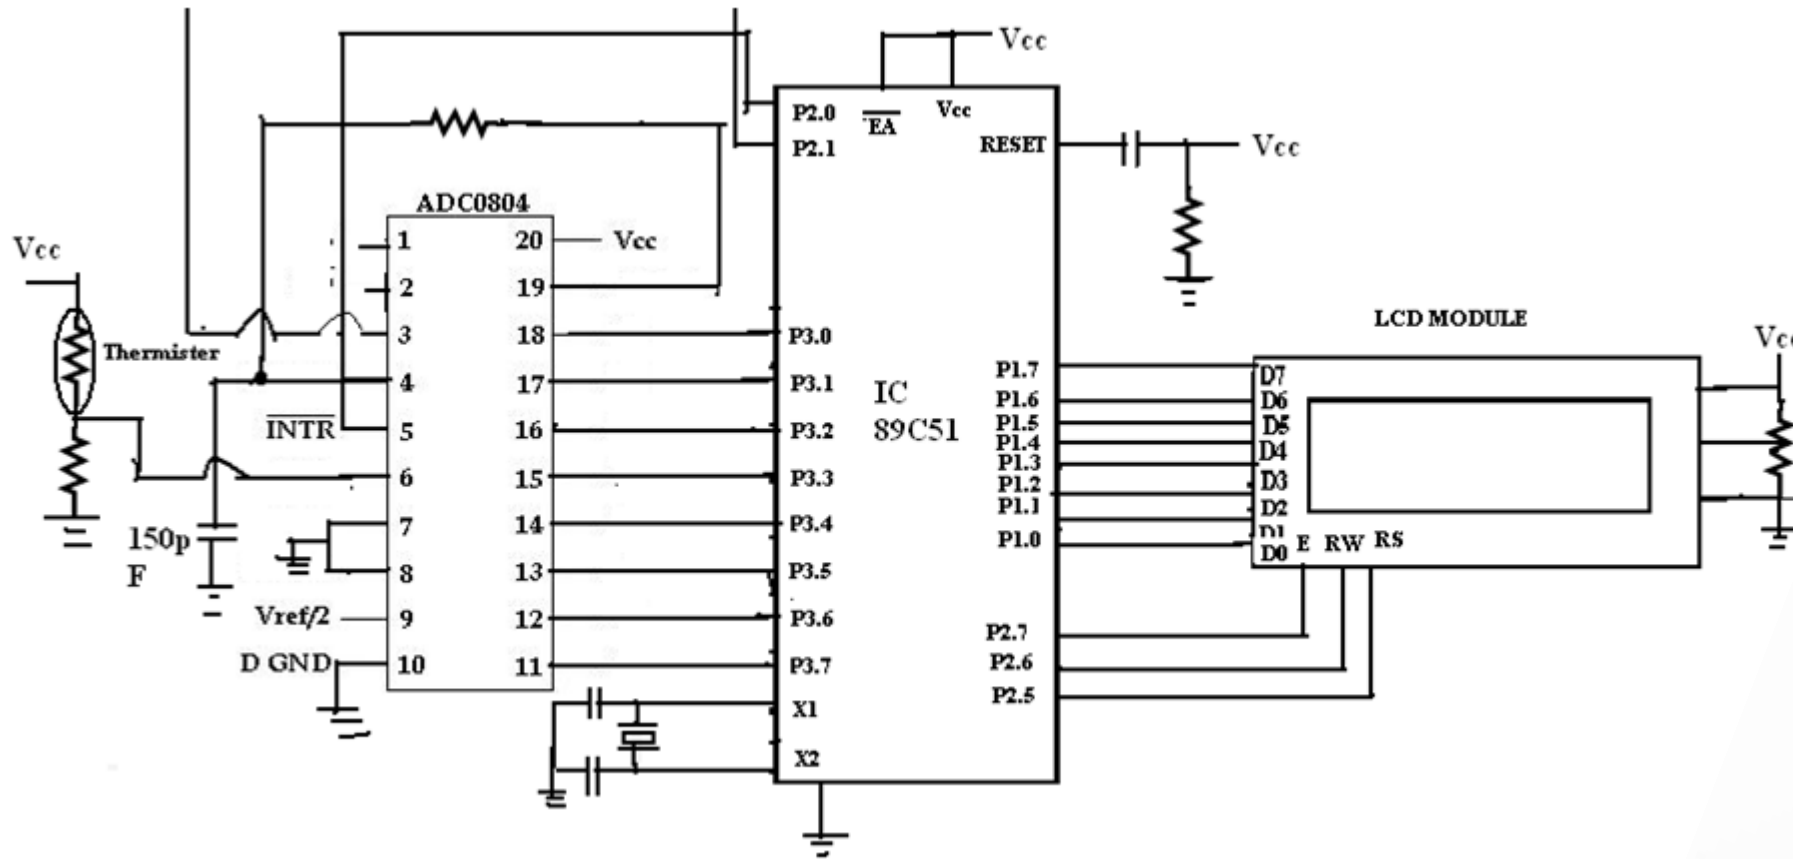 Vcc
P2.0
EA
Vcc
P2.1
RESET
Vcc
ADC0804
Vcc
1
20
Vcc
2
19
3
18
P3.0
LCD MODULE
Vcc
Thermister
4
17
P3.1
IC
89C51
P1.7
D7
P1.6
D6
INTR
5
16
P3.2
P1.5
D5
P1.4
D4
P1.3
6
15
P3.3
P1.2
D3
P1.1
D2
7
14
P3.4
D1
150p
F
P1.0
D0
E
RW
RS
8
13
P3.5
Vref/2
9
12
P3.6
P2.7
D GND
10
11
P3.7
P2.6
X1
P2.5
X2